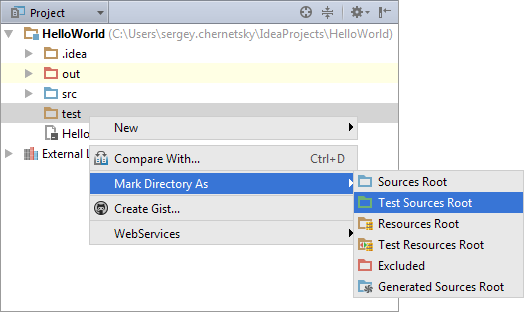 Project
HelloWorld (C:\Users\sergey.chernetsky\IdeaProjects\HelloWorld)
.idea
out
src
test
Hello
External L
New
Compare With... Ctrl+D
Mark Directory As
Create Gist...
WebServices
Sources Root
Test Sources Root
Resources Root
Test Resources Root
Excluded
Generated Sources Root